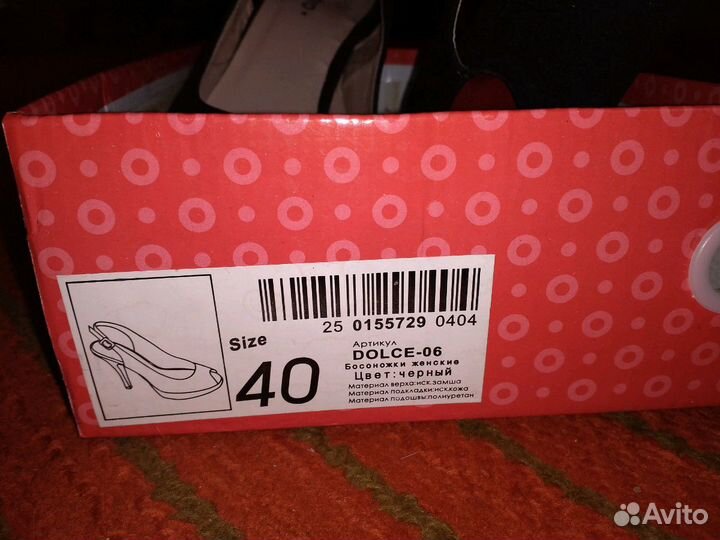 25 0155729 0404
Size
40
Артикул
DOLCE-06
Босоножки женские
Цвет:черный
Материал верха:иск.замша
Материал подкладки:иск.кожа
Материал подошвы:полиуретан
Avito